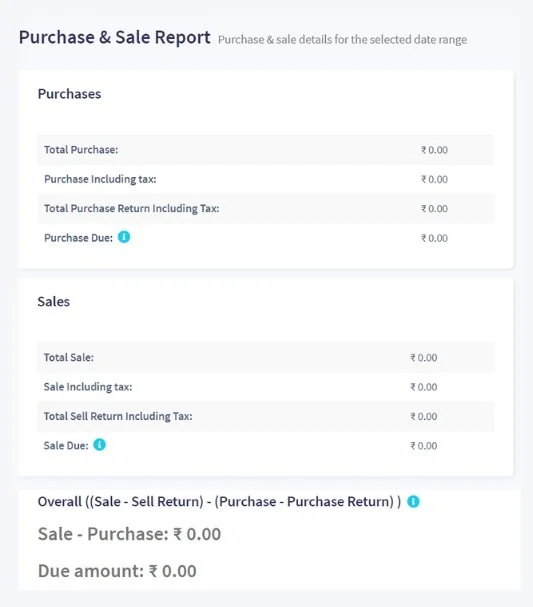 Purchase & Sale Report Purchase & sale details for the selected date range
Purchases
Total Purchase: ₹ 0.00
Purchase Including tax: ₹ 0.00
Total Purchase Return Including Tax: ₹ 0.00
Purchase Due: ₹ 0.00
Sales
Total Sale: ₹ 0.00
Sale Including tax: ₹ 0.00
Total Sell Return Including Tax: ₹ 0.00
Sale Due: ₹ 0.00
Overall ((Sale - Sell Return) - (Purchase - Purchase Return) )
Sale - Purchase: ₹ 0.00
Due amount: ₹ 0.00